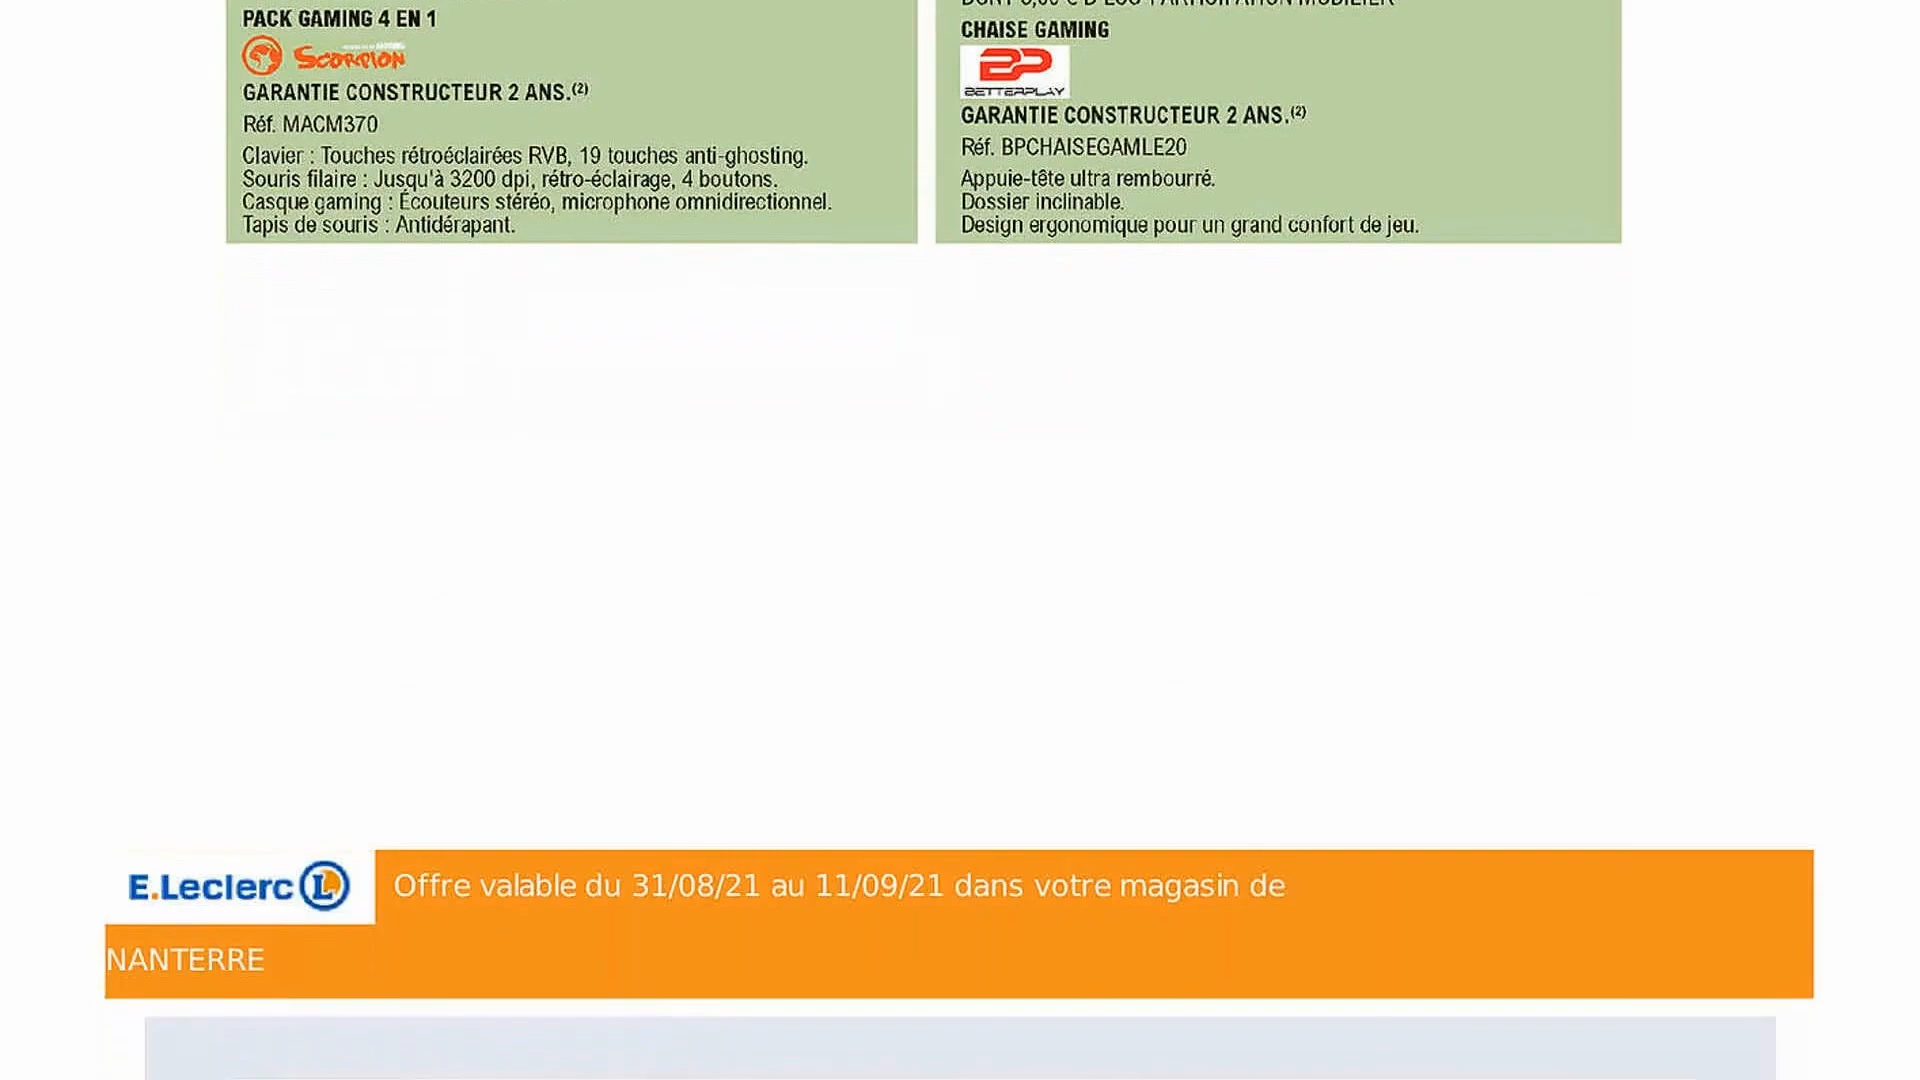 PACK GAMING 4 EN 1
SCORPION
GARANTIE CONSTRUCTEUR 2 ANS.(2)
Réf. MACM370
Clavier : Touches rétroéclairées RVB, 19 touches anti-ghosting.
Souris filaire : Jusqu'à 3200 dpi, rétro-éclairage, 4 boutons.
Casque gaming : Écouteurs stéréo, microphone omnidirectionnel.
Tapis de souris : Antidérapant.
CHAISE GAMING
BETTERPLAY
GARANTIE CONSTRUCTEUR 2 ANS.(2)
Réf. BPCHAISEGAMLE20
Appuie-tête ultra rembourré.
Dossier inclinable.
Design ergonomique pour un grand confort de jeu.
E.Leclerc L Offre valable du 31/08/21 au 11/09/21 dans votre magasin de
NANTERRE